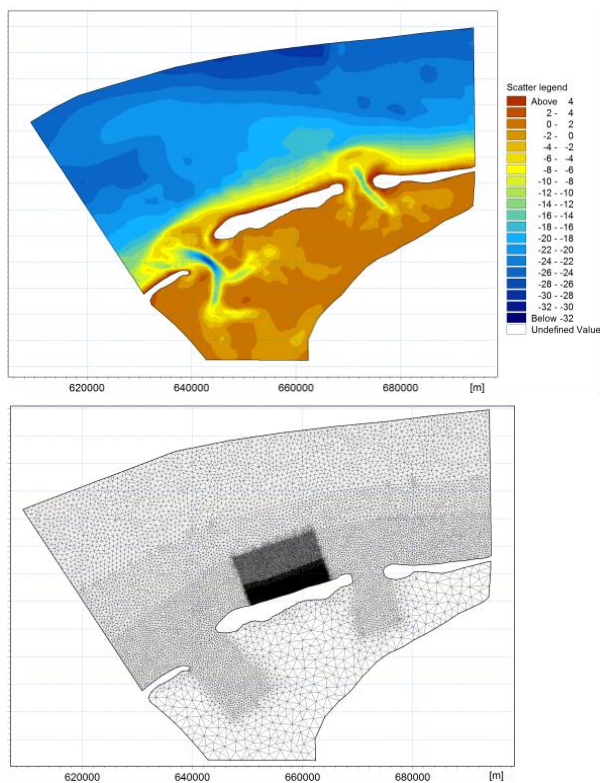 Scatter legend
Above 4
2 - 4
0 - 2
-2 - 0
-4 - -2
-6 - -4
-8 - -6
-10 - -8
-12 - -10
-14 - -12
-16 - -14
-18 - -16
-20 - -18
-22 - -20
-24 - -22
-26 - -24
-28 - -26
-30 - -28
-32 - -30
Below -32
Undefined Value
620000 640000 660000 680000 [m]
620000 640000 660000 680000 [m]